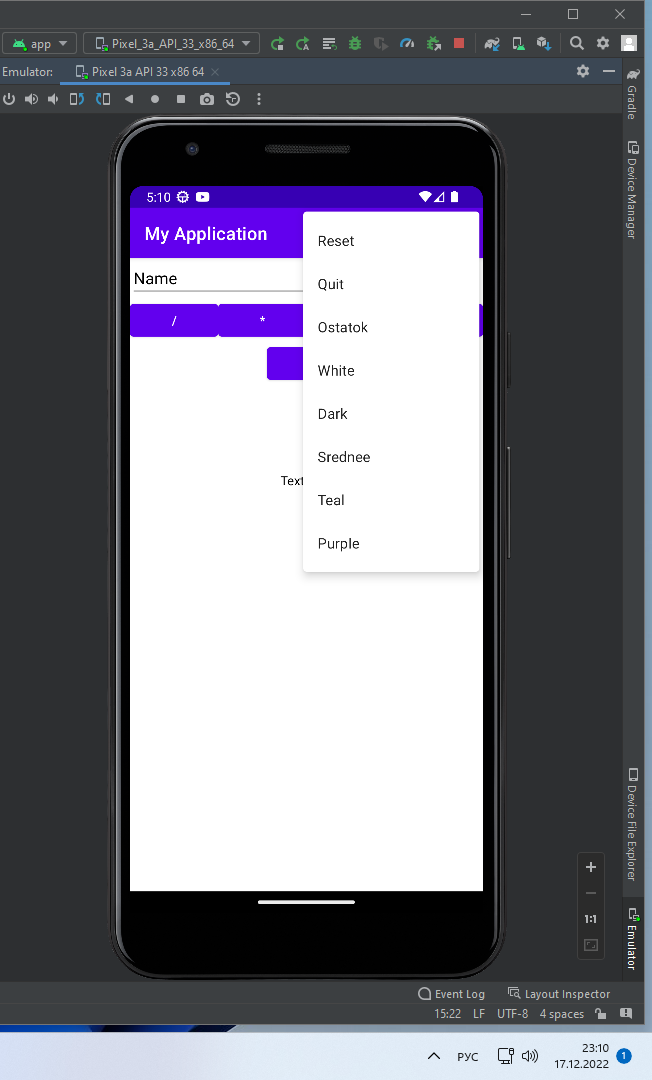 app
Pixel_3a_API_33_x86_64
Emulator:
Pixel 3a API 33 x86 64
Gradle
Device Manager
5:10
My Application
Name
/
*
Text
Reset
Quit
Ostatok
White
Dark
Srednee
Teal
Purple
Device File Explorer
1:1
Emulator
Event Log
Layout Inspector
15:22
LF
UTF-8
4 spaces
РУС
23:10
17.12.2022
1